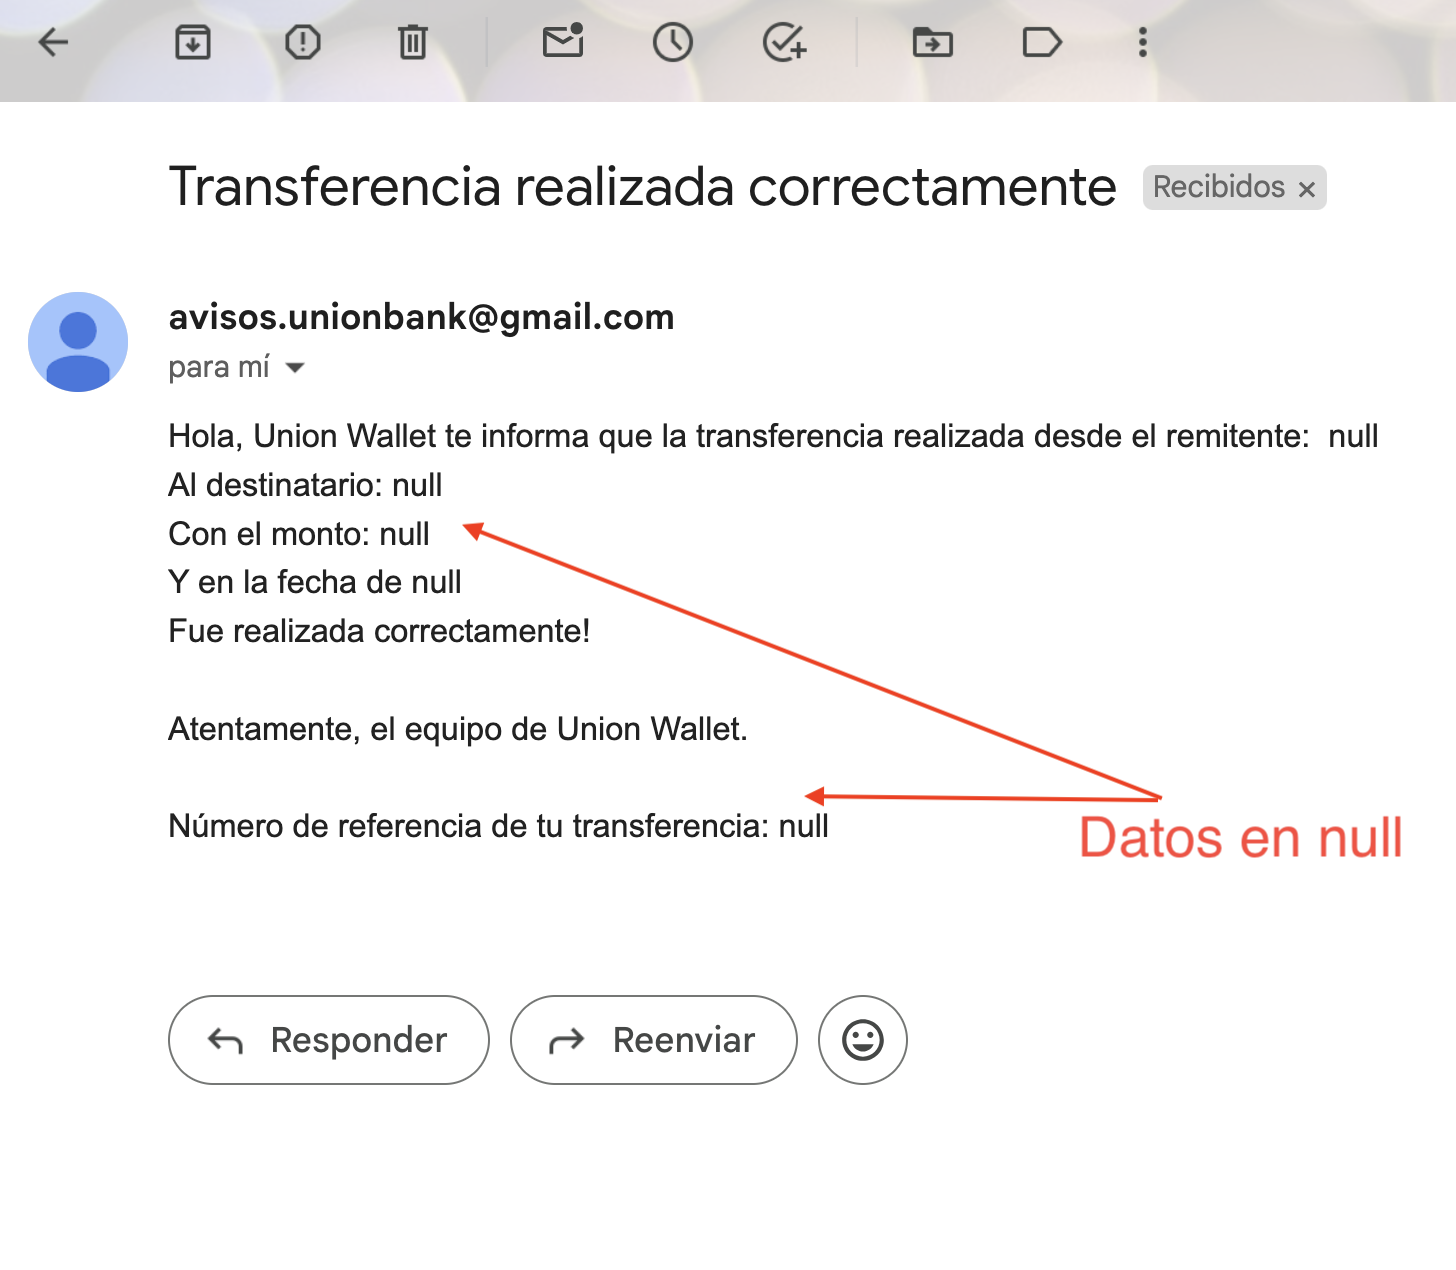 Transferencia realizada correctamente Recibidos ×
avisos.unionbank@gmail.com
para mí
Hola, Union Wallet te informa que la transferencia realizada desde el remitente:  null
Al destinatario: null
Con el monto: null
Y en la fecha de null
Fue realizada correctamente!
Atentamente, el equipo de Union Wallet.
Número de referencia de tu transferencia: null
Datos en null
Responder Reenviar